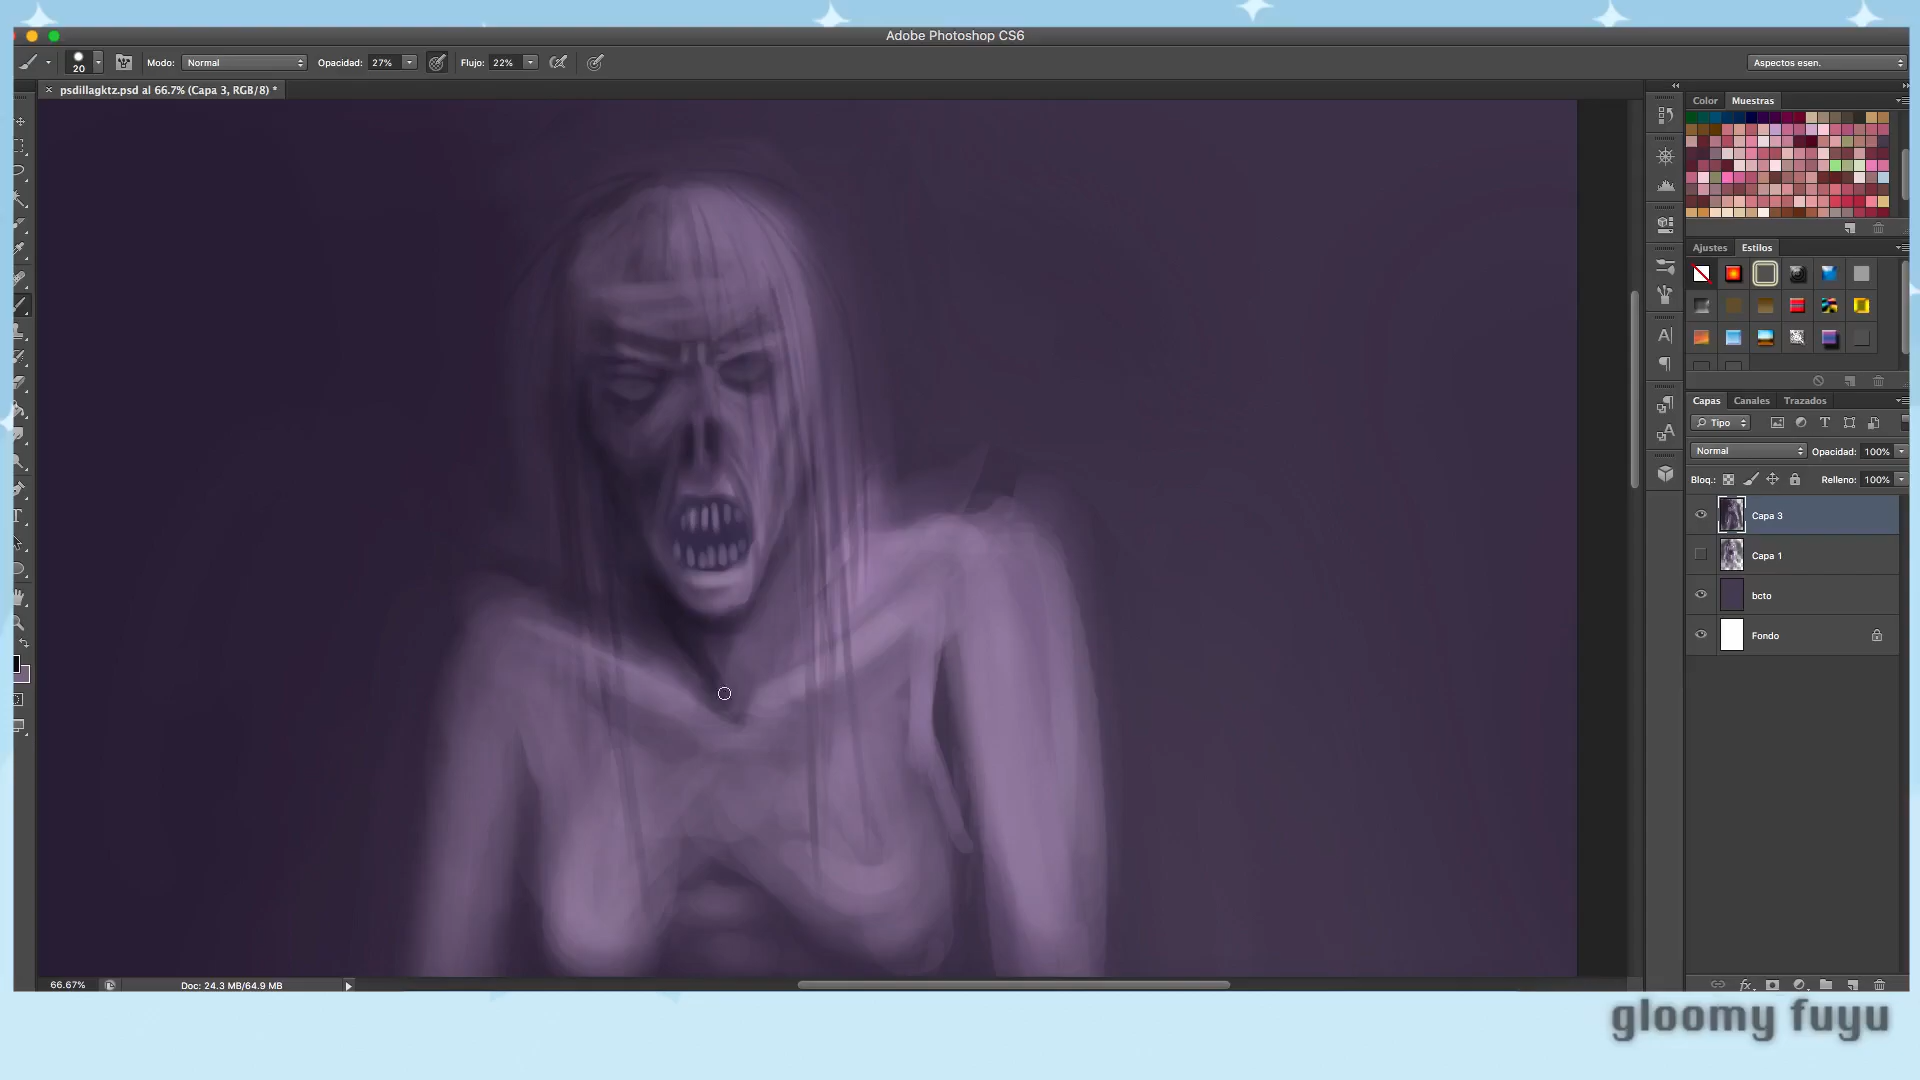 Adobe Photoshop CS6
20
Modo: Normal Opacidad: 27% Flujo: 22% Aspectos esen.
psdillagktz.psd al 66.7% (Capa 3, RGB/8) *
Color Muestras
Ajustes Estilos
Capas Canales Trazados
Tipo
Normal Opacidad: 100%
Bloq.: Relleno: 100%
Capa 3
Capa 1
bcto
Fondo
66.67% Doc: 24.3 MB/64.9 MB
gloomy fuyu